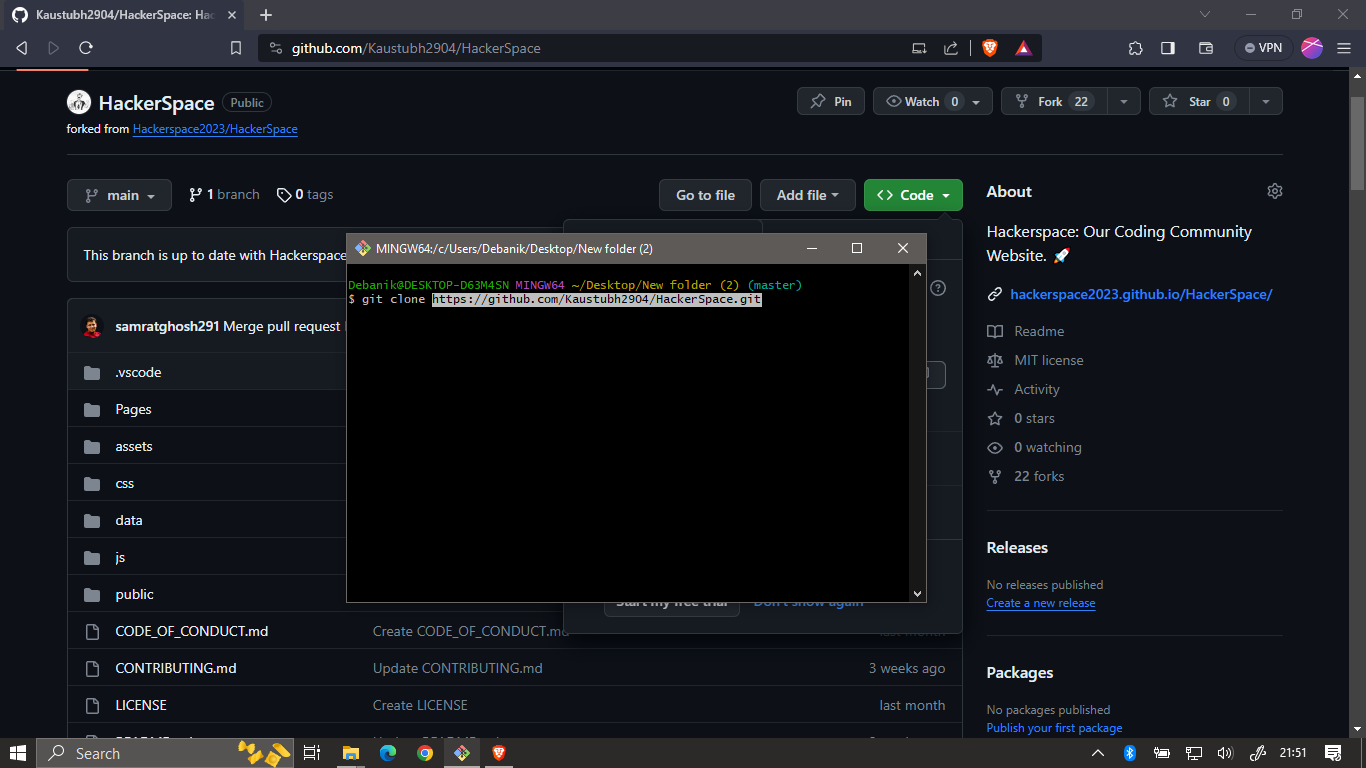 Kaustubh2904/HackerSpace: Hac
github.com/Kaustubh2904/HackerSpace
VPN
HackerSpace Public
Pin
Watch 0
Fork 22
Star 0
forked from Hackerspace2023/HackerSpace
main
1 branch
0 tags
Go to file
Add file
<> Code
About
Hackerspace: Our Coding Community
Website. 🚀
hackerspace2023.github.io/HackerSpace/
Readme
MIT license
Activity
0 stars
0 watching
22 forks
Releases
No releases published
Create a new release
Packages
No packages published
Publish your first package
This branch is up to date with Hackerspace
samratghosh291 Merge pull request
.vscode
Pages
assets
css
data
js
public
CODE_OF_CONDUCT.md Create CODE_OF_CONDUCT.md last month
CONTRIBUTING.md Update CONTRIBUTING.md 3 weeks ago
LICENSE Create LICENSE last month
MINGW64:/c/Users/Debanik/Desktop/New folder (2)
Debanik@DESKTOP-D63M4SN MINGW64 ~/Desktop/New folder (2) (master)
$ git clone https://github.com/Kaustubh2904/HackerSpace.git
Start my free trial
Don't show again
Search
21:51